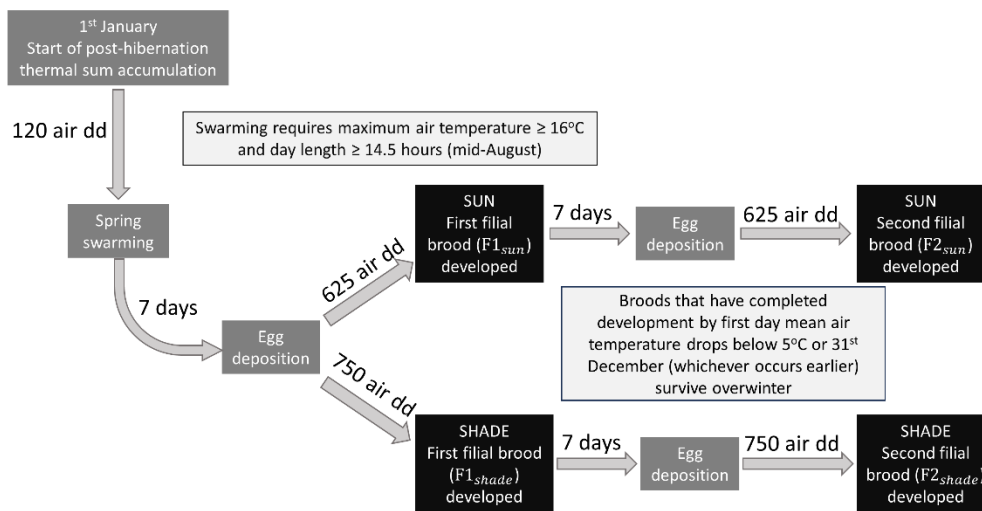 1st January
Start of post-hibernation
thermal sum accumulation
120 air dd
Swarming requires maximum air temperature ≥ 16°C
and day length ≥ 14.5 hours (mid-August)
Spring
swarming
7 days
Egg
deposition
625 air dd
SUN
First filial
brood (F1sun)
developed
7 days
Egg
deposition
625 air dd
SUN
Second filial
brood (F2sun)
developed
Broods that have completed
development by first day mean air
temperature drops below 5°C or 31st
December (whichever occurs earlier)
survive overwinter
750 air dd
SHADE
First filial brood
(F1shade)
developed
7 days
Egg
deposition
750 air dd
SHADE
Second filial
brood (F2shade)
developed